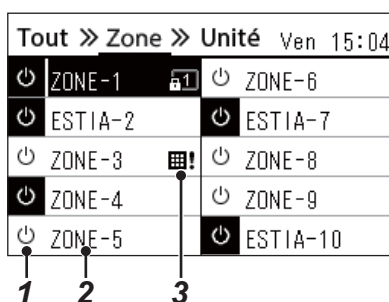 Tout » Zone » Unité Ven 15:04
ZONE-1 1 ZONE-6
ESTIA-2 ESTIA-7
ZONE-3 ! ZONE-8
ZONE-4 ZONE-9
ZONE-5 ESTIA-10
1 2 3